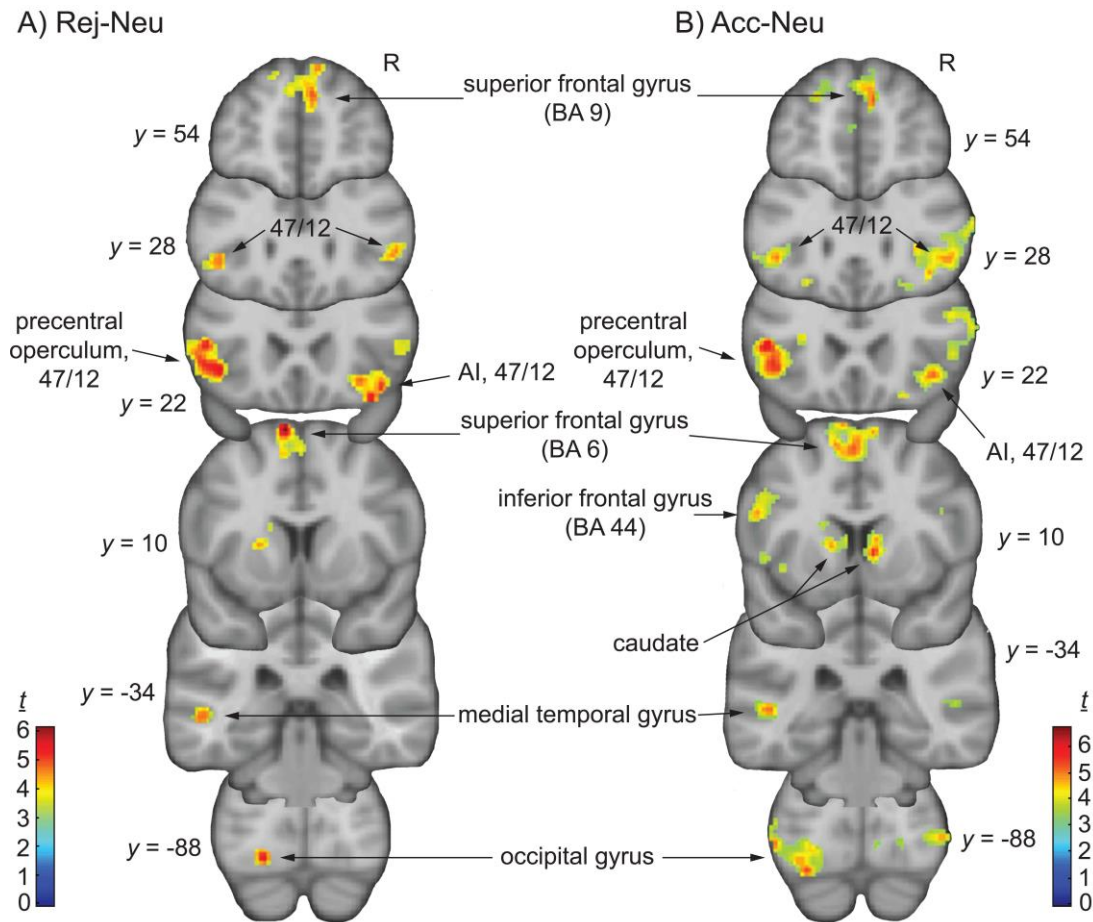 A) Rej-Neu
B) Acc-Neu
R
R
superior frontal gyrus
(BA 9)
y = 54
y = 54
47/12
47/12
y = 28
y = 28
precentral
operculum,
47/12
precentral
operculum,
47/12
AI, 47/12
y = 22
y = 22
superior frontal gyrus
(BA 6)
AI, 47/12
inferior frontal gyrus
(BA 44)
y = 10
y = 10
caudate
y = -34
y = -34
medial temporal gyrus
t
6
5
4
3
2
1
0
t
6
5
4
3
2
1
0
y = -88
y = -88
occipital gyrus